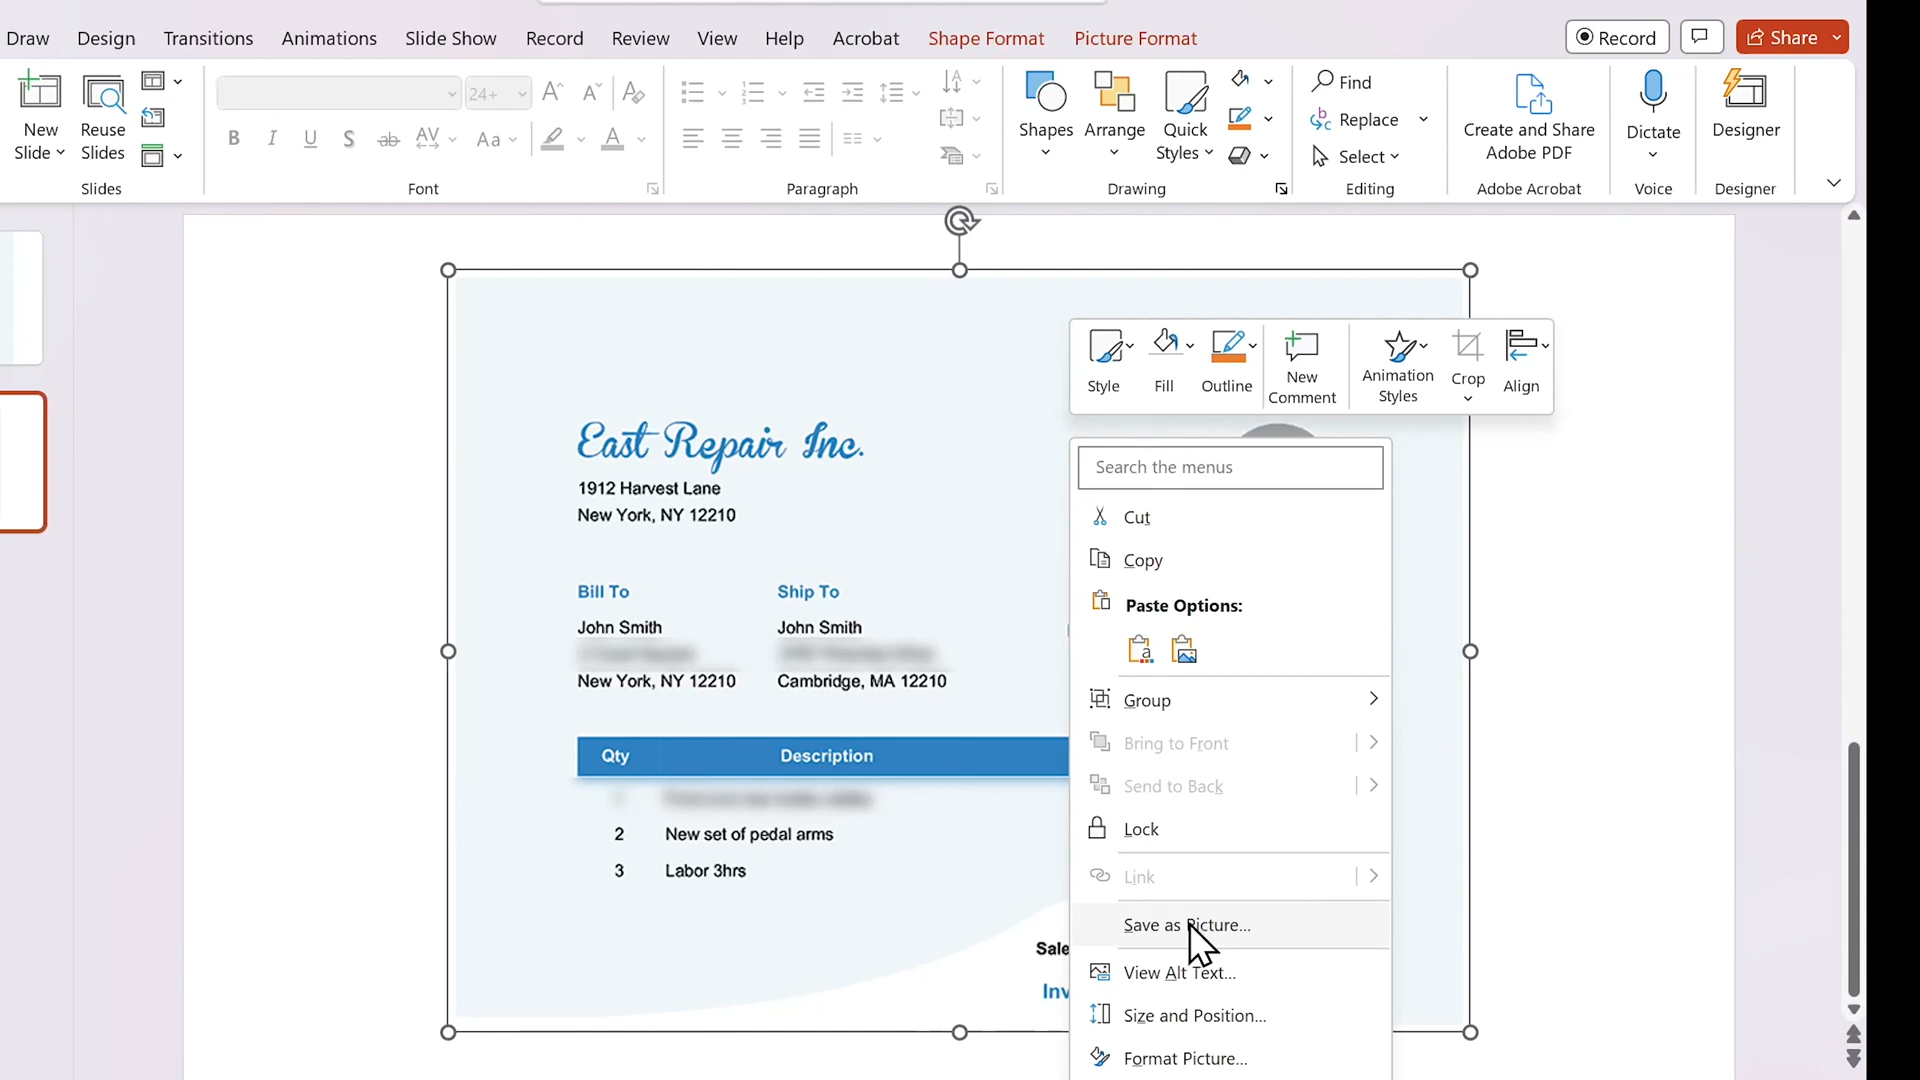 Draw Design Transitions Animations Slide Show Record Review View Help Acrobat Shape Format Picture Format Record Share
24+
Find
New Slide
Reuse Slides
B I U S ab AV Aa A
Shapes
Arrange
Quick Styles
Replace
Select
Create and Share Adobe PDF
Dictate
Designer
Slides Font Paragraph Drawing Editing Adobe Acrobat Voice Designer
Style Fill Outline New Comment Animation Styles Crop Align
East Repair Inc.
1912 Harvest Lane
New York, NY 12210
Bill To Ship To
John Smith John Smith
New York, NY 12210 Cambridge, MA 12210
Qty Description
2 New set of pedal arms
3 Labor 3hrs
Search the menus
Cut
Copy
Paste Options:
Group
Bring to Front
Send to Back
Lock
Link
Save as Picture...
View Alt Text...
Size and Position...
Format Picture...